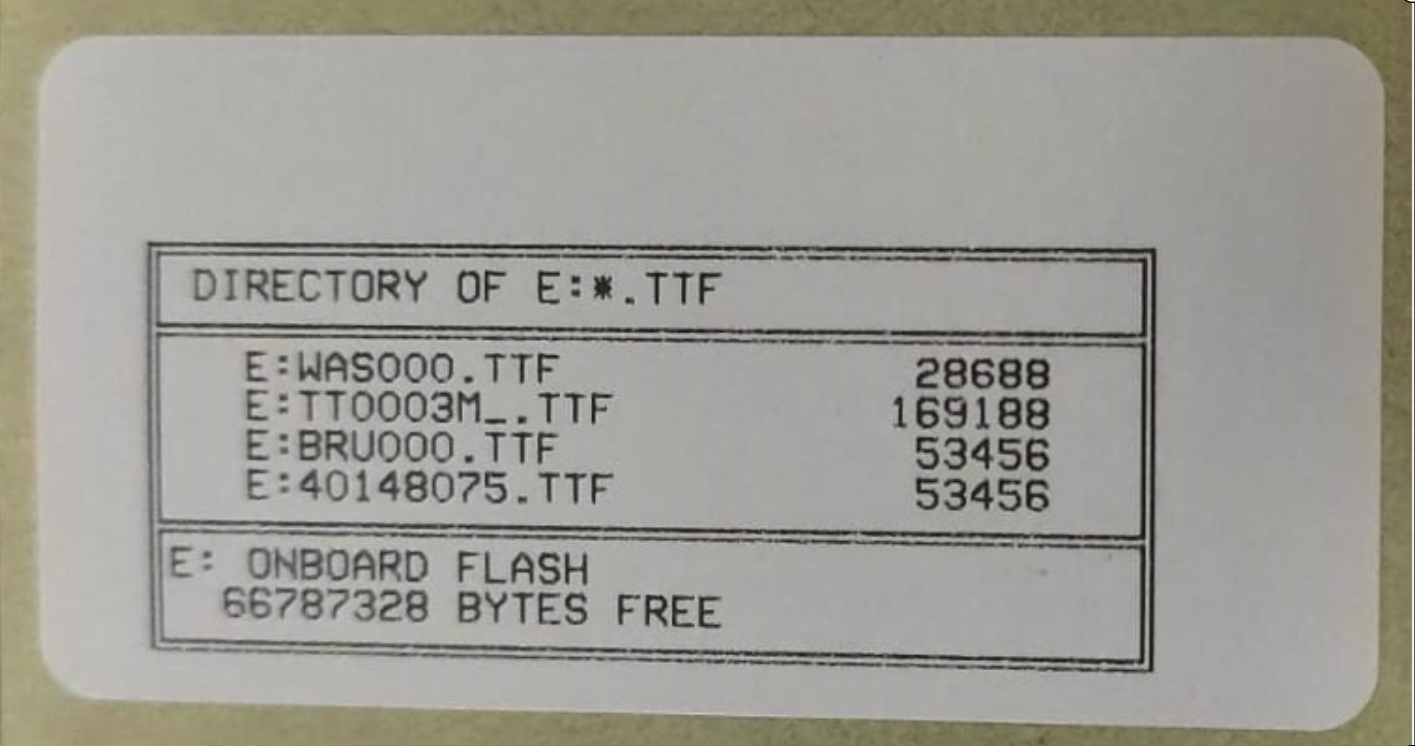 DIRECTORY OF E:*.TTF
E:WAS000.TTF 28688
E:TT0003M_.TTF 169188
E:BRU000.TTF 53456
E:40148075.TTF 53456
E: ONBOARD FLASH
66787328 BYTES FREE